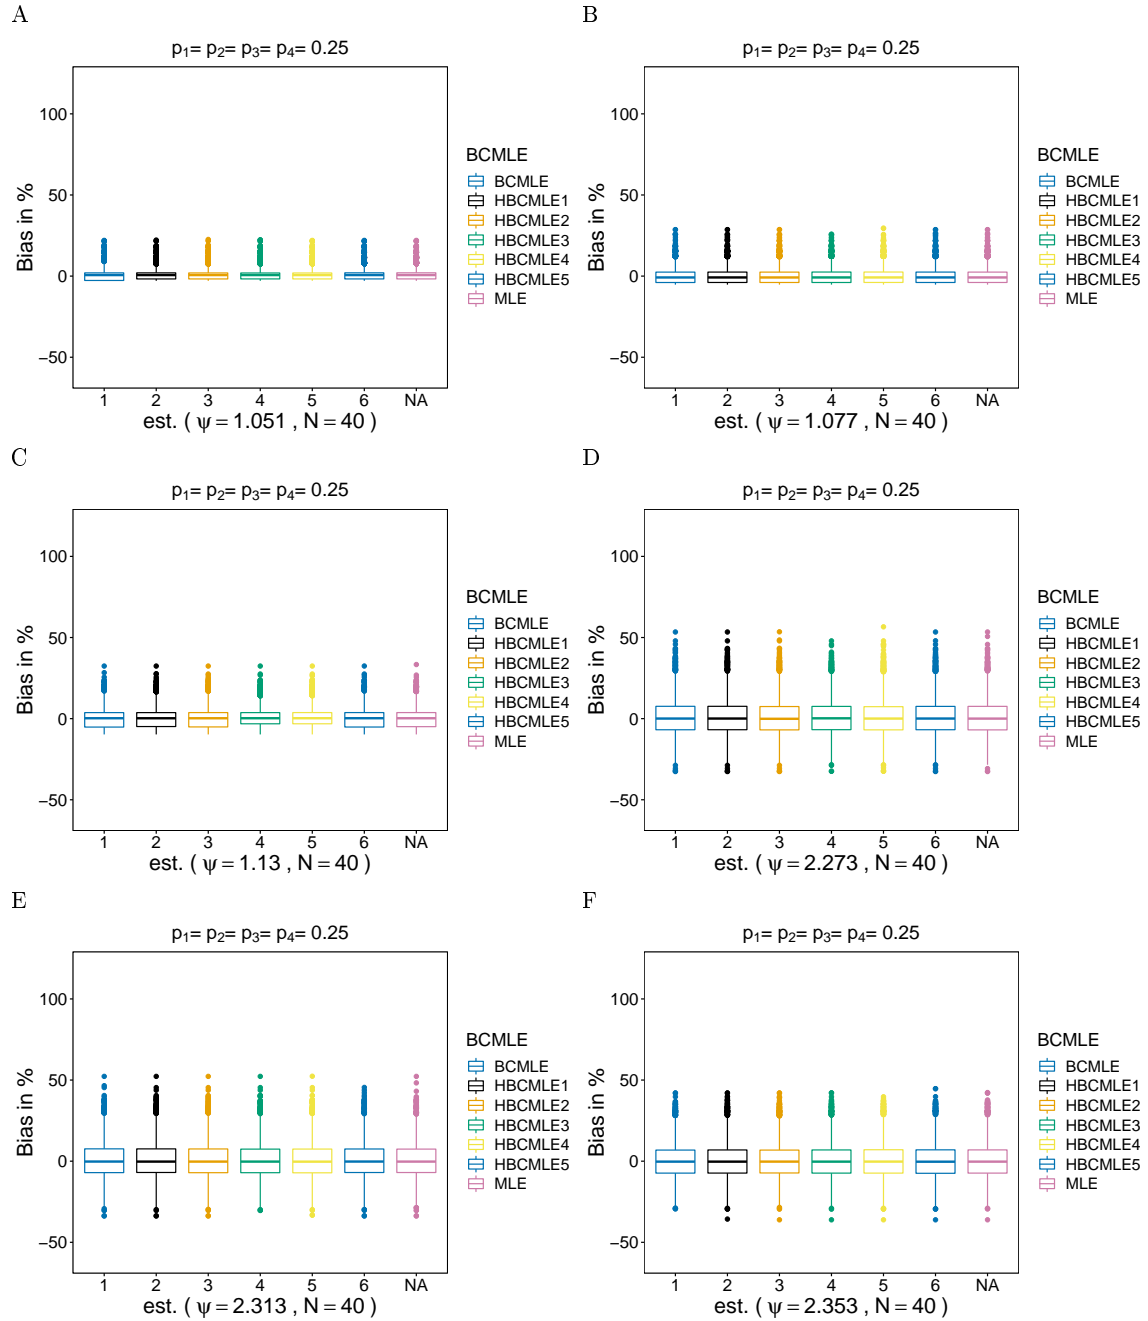 A
p1= p2= p3= p4= 0.25
Bias in %
100
50
0
−50
1 2 3 4 5 6 NA
est. ( ψ = 1.051 , N = 40 )
BCMLE
BCMLE
HBCMLE1
HBCMLE2
HBCMLE3
HBCMLE4
HBCMLE5
MLE
B
p1= p2= p3= p4= 0.25
Bias in %
100
50
0
−50
1 2 3 4 5 6 NA
est. ( ψ = 1.077 , N = 40 )
BCMLE
BCMLE
HBCMLE1
HBCMLE2
HBCMLE3
HBCMLE4
HBCMLE5
MLE
C
p1= p2= p3= p4= 0.25
Bias in %
100
50
0
−50
1 2 3 4 5 6 NA
est. ( ψ = 1.13 , N = 40 )
BCMLE
BCMLE
HBCMLE1
HBCMLE2
HBCMLE3
HBCMLE4
HBCMLE5
MLE
D
p1= p2= p3= p4= 0.25
Bias in %
100
50
0
−50
1 2 3 4 5 6 NA
est. ( ψ = 2.273 , N = 40 )
BCMLE
BCMLE
HBCMLE1
HBCMLE2
HBCMLE3
HBCMLE4
HBCMLE5
MLE
E
p1= p2= p3= p4= 0.25
Bias in %
100
50
0
−50
1 2 3 4 5 6 NA
est. ( ψ = 2.313 , N = 40 )
BCMLE
BCMLE
HBCMLE1
HBCMLE2
HBCMLE3
HBCMLE4
HBCMLE5
MLE
F
p1= p2= p3= p4= 0.25
Bias in %
100
50
0
−50
1 2 3 4 5 6 NA
est. ( ψ = 2.353 , N = 40 )
BCMLE
BCMLE
HBCMLE1
HBCMLE2
HBCMLE3
HBCMLE4
HBCMLE5
MLE